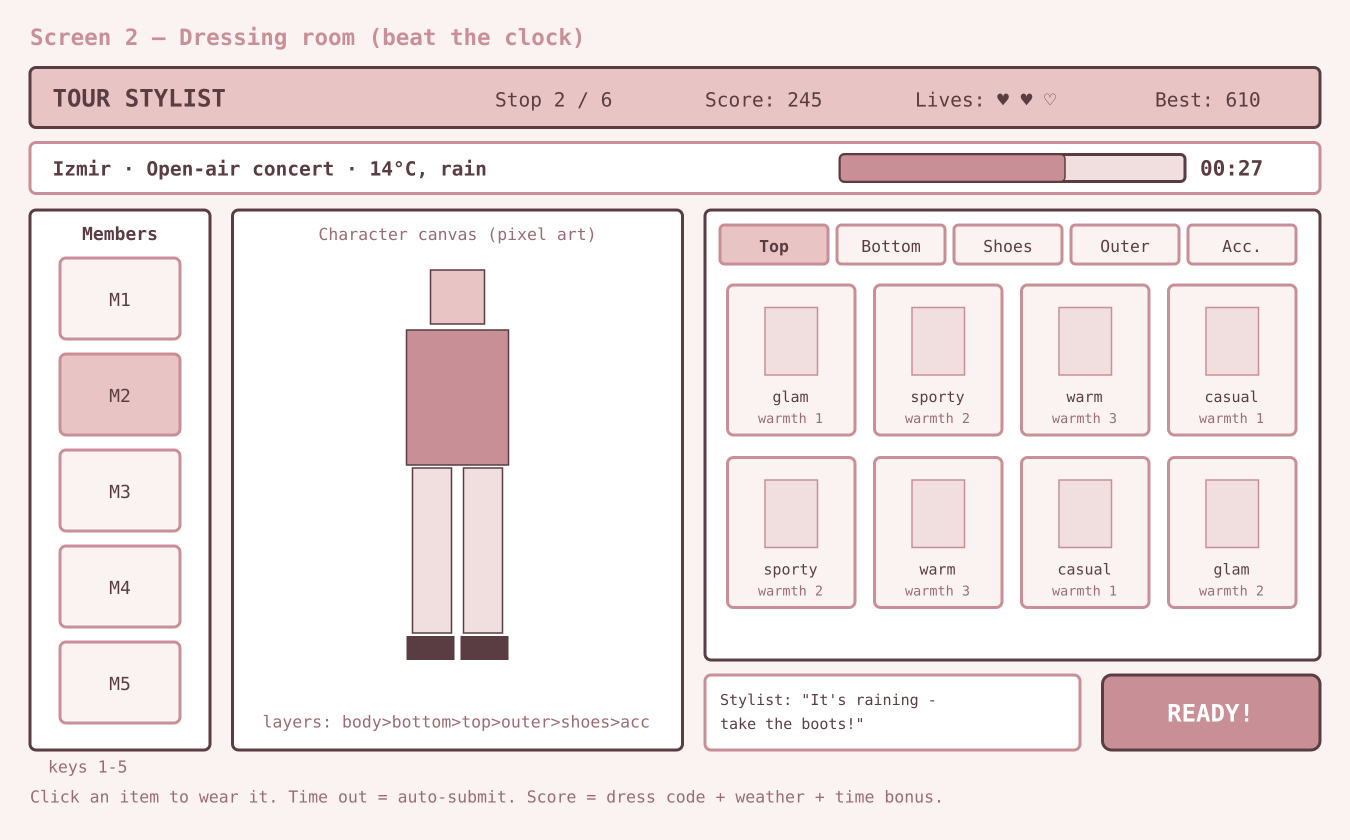 Screen 2 — Dressing room (beat the clock)
TOUR STYLIST Stop 2 / 6 Score: 245 Lives: ♥ ♥ ♡ Best: 610
Izmir · Open-air concert · 14°C, rain 00:27
Members
M1
M2
M3
M4
M5
keys 1-5
Character canvas (pixel art)
layers: body>bottom>top>outer>shoes>acc
Top Bottom Shoes Outer Acc.
glam sporty warm casual
warmth 1 warmth 2 warmth 3 warmth 1
sporty warm casual glam
warmth 2 warmth 3 warmth 1 warmth 2
Stylist: "It's raining -
take the boots!"
READY!
Click an item to wear it. Time out = auto-submit. Score = dress code + weather + time bonus.